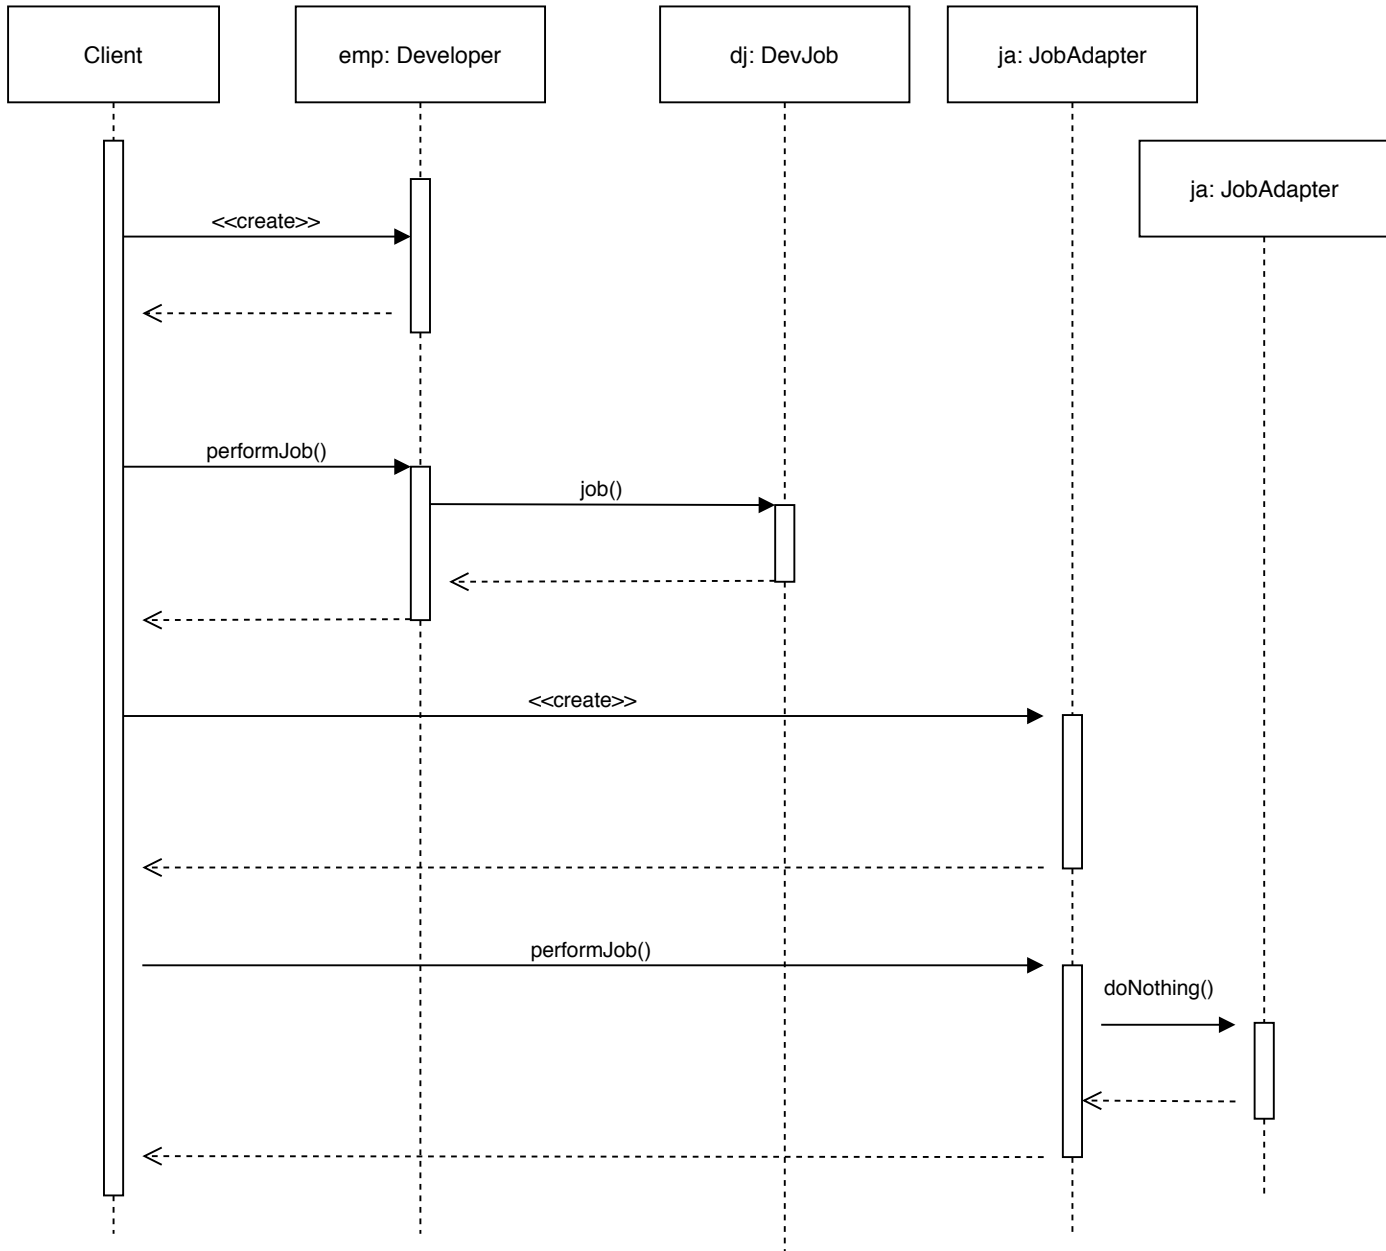 Client
emp: Developer
dj: DevJob
ja: JobAdapter
ja: JobAdapter
<<create>>
performJob()
job()
<<create>>
performJob()
doNothing()